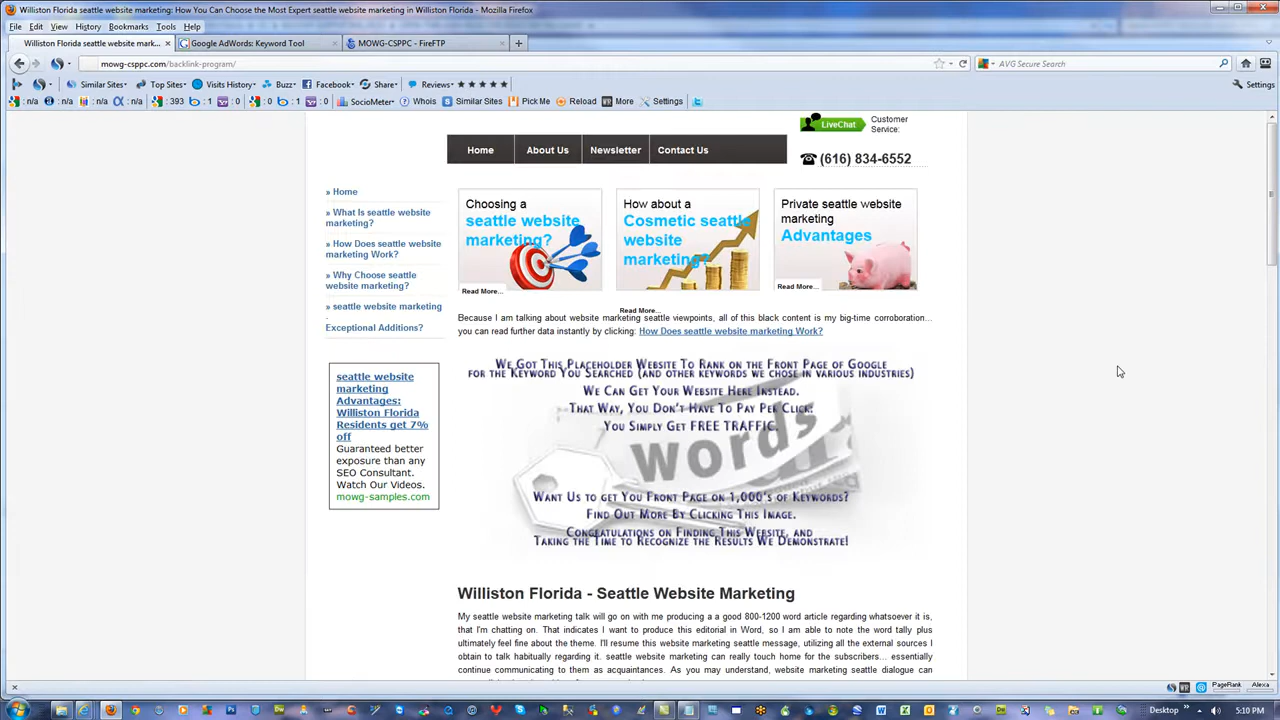 Williston Florida seattle website marketing: How You Can Choose the Most Expert seattle website marketing in Williston Florida - Mozilla Firefox
File Edit View History Bookmarks Tools Help
Williston Florida seattle website mark... × Google AdWords: Keyword Tool × MOWG-CSPPC - FireFTP × +
mowg-csppc.com/backlink-program/ AVG Secure Search
Similar Sites Top Sites Visits History Buzz Facebook Share Reviews: Settings
: n/a : n/a : n/a : n/a : 393 : 1 : 0 : 0 : 1 : 0 SocioMeter Whois Similar Sites Pick Me Reload More Settings
LiveChat Customer
Service:
Home About Us Newsletter Contact Us
(616) 834-6552
» Home
» What Is seattle website
marketing?
» How Does seattle website
marketing Work?
» Why Choose seattle
website marketing?
» seattle website marketing
-
Exceptional Additions?
Choosing a
seattle website
marketing?
Read More...
How about a
Cosmetic seattle
website
marketing?
Read More...
Private seattle website
marketing
Advantages
Read More...
Because I am talking about website marketing seattle viewpoints, all of this black content is my big-time corroboration...
you can read further data instantly by clicking: How Does seattle website marketing Work?
We Got This Placeholder Website To Rank on the Front Page of Google
for the Keyword You Searched (and other keywords we chose in various industries)
We Can Get Your Website Here Instead.
That Way, You Don't Have To Pay Per Click.
You Simply Get FREE TRAFFIC.
words
Want Us to get You Front Page on 1,000's of Keywords?
Find Out More By Clicking This Image.
Congratulations on Finding This Website, and
Taking the Time to Recognize the Results We Demonstrate!
seattle website
marketing
Advantages:
Williston Florida
Residents get 7%
off
Guaranteed better
exposure than any
SEO Consultant.
Watch Our Videos.
mowg-samples.com
Williston Florida - Seattle Website Marketing
My seattle website marketing talk will go on with me producing a a good 800-1200 word article regarding whatsoever it is,
that I'm chatting on. That indicates I want to produce this editorial in Word, so I am able to note the word tally plus
ultimately feel fine about the theme. I'll resume this website marketing seattle message, utilizing all the external sources I
obtain to talk habitually regarding it. seattle website marketing can really touch home for the subscribers... essentially
continue communicating to them as acquaintances. As you may understand, website marketing seattle dialogue can
PageRank Alexa
Desktop 5:10 PM